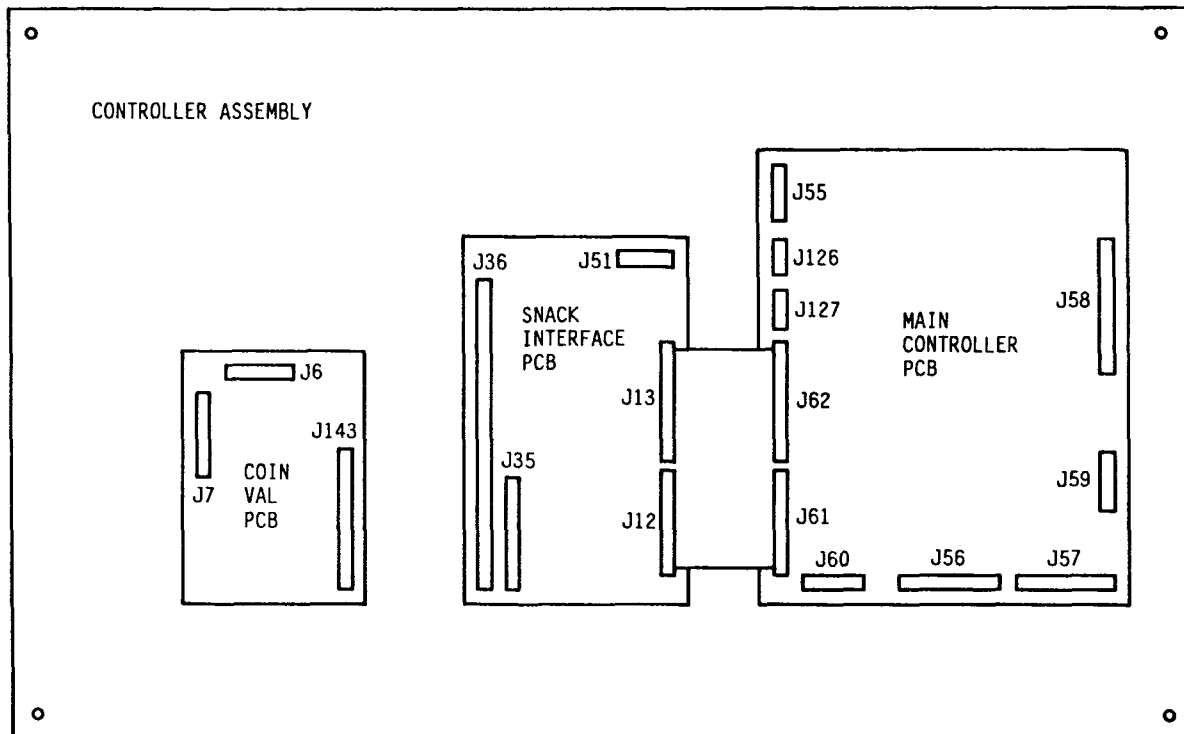 CONTROLLER ASSEMBLY
J55
J126
J127
J58
MAIN
CONTROLLER
PCB
J62
J61
J59
J60
J56
J57
J36
J51
SNACK
INTERFACE
PCB
J13
J35
J12
J6
J143
J7
COIN
VAL
PCB